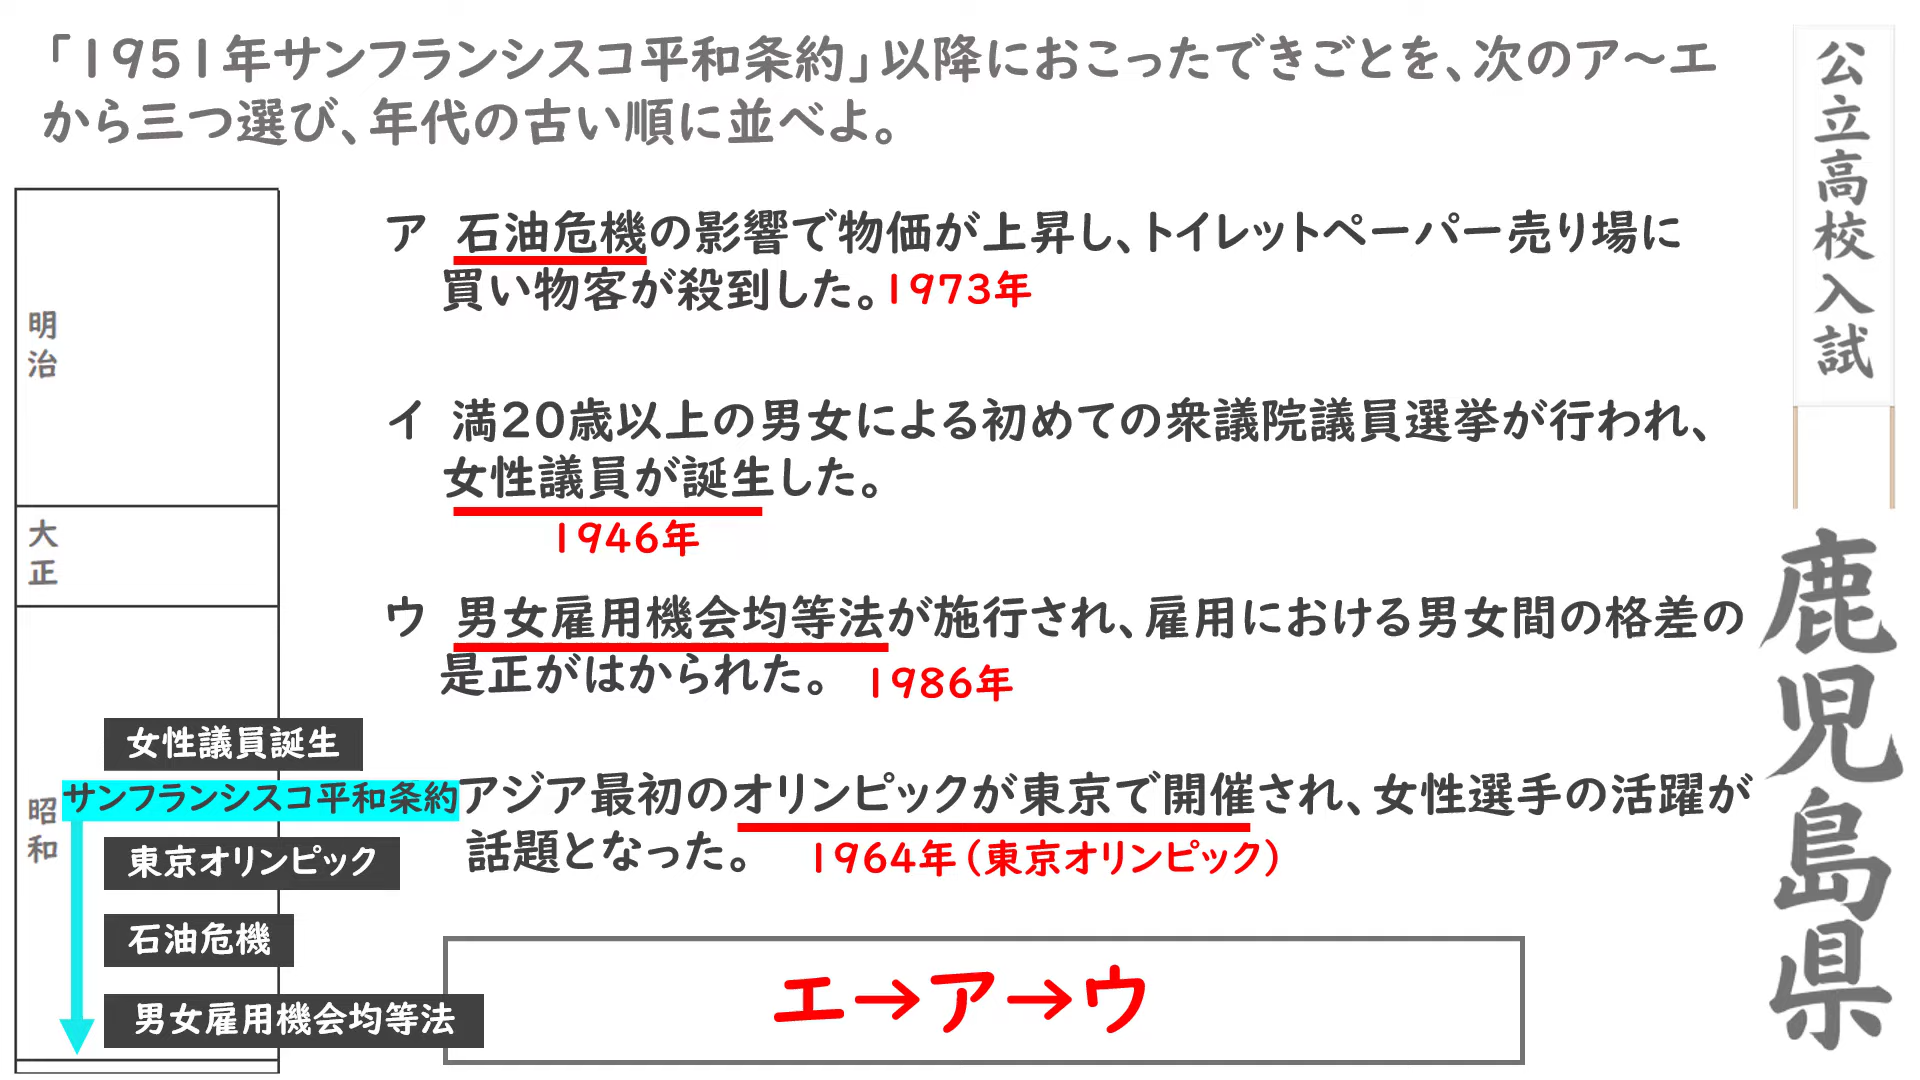 「1951年サンフランシスコ平和条約」以降におこったできごとを、次のア～エ
から三つ選び、年代の古い順に並べよ。
ア 石油危機の影響で物価が上昇し、トイレットペーパー売り場に
買い物客が殺到した。1973年
イ 満20歳以上の男女による初めての衆議院議員選挙が行われ、
女性議員が誕生した。
1946年
ウ 男女雇用機会均等法が施行され、雇用における男女間の格差の
是正がはかられた。 1986年
アジア最初のオリンピックが東京で開催され、女性選手の活躍が
話題となった。 1964年（東京オリンピック）
エ→ア→ウ
明治
大正
昭和
女性議員誕生
サンフランシスコ平和条約
東京オリンピック
石油危機
男女雇用機会均等法
公立高校入試
鹿児島県